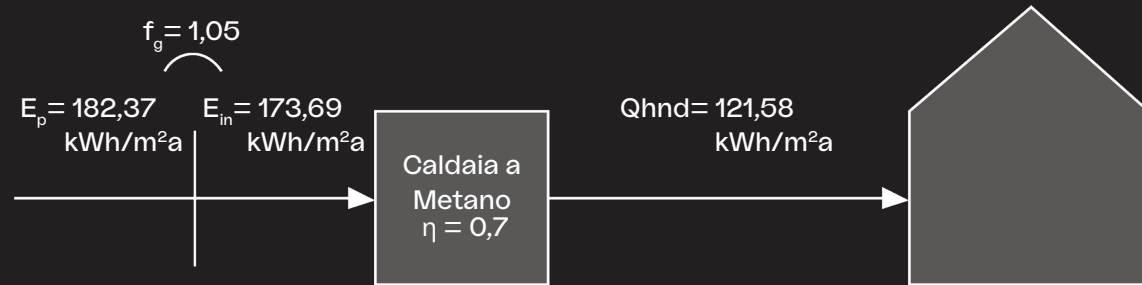 f_g= 1,05
E_p= 182,37
kWh/m²a
E_in= 173,69
kWh/m²a
Qhnd= 121,58
kWh/m²a
Caldaia a
Metano
η = 0,7